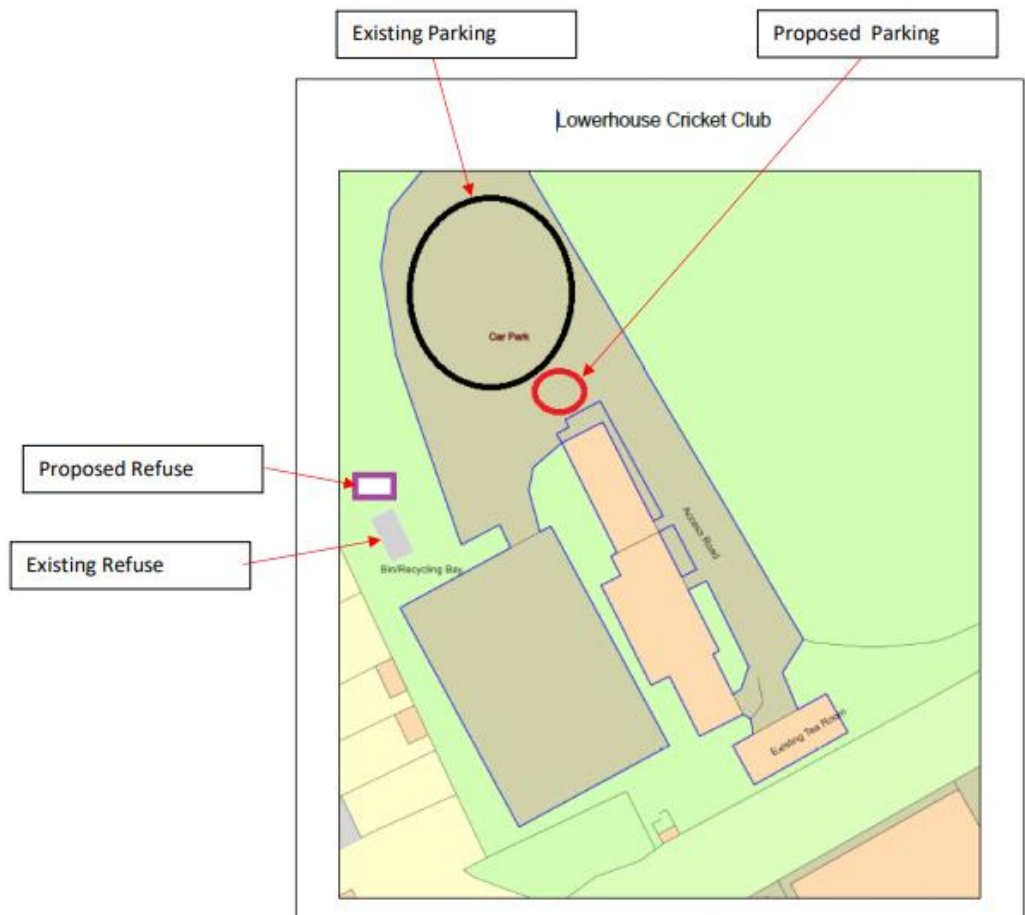 Existing Parking
Proposed Parking
Lowerhouse Cricket Club
Car Park
Proposed Refuse
Existing Refuse
Bin/Recycling Bay
Access Road
Existing Tea Room